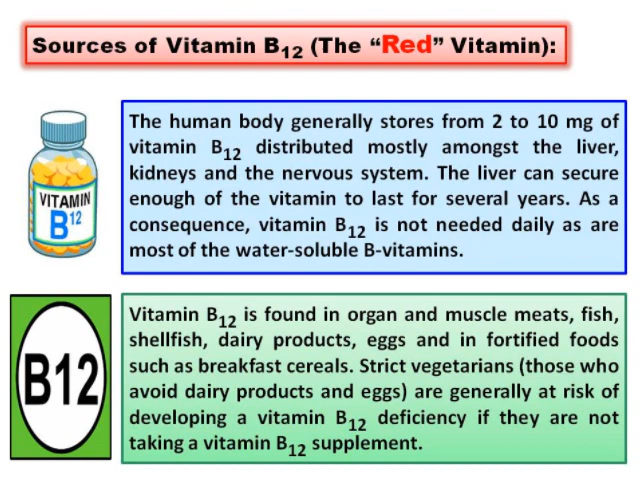 Sources of Vitamin B12 (The “Red” Vitamin):
The human body generally stores from 2 to 10 mg of
vitamin B12 distributed mostly amongst the liver,
kidneys and the nervous system. The liver can secure
enough of the vitamin to last for several years. As a
consequence, vitamin B12 is not needed daily as are
most of the water-soluble B-vitamins.
VITAMIN
B12
Vitamin B12 is found in organ and muscle meats, fish,
shellfish, dairy products, eggs and in fortified foods
such as breakfast cereals. Strict vegetarians (those who
avoid dairy products and eggs) are generally at risk of
developing a vitamin B12 deficiency if they are not
taking a vitamin B12 supplement.
B12